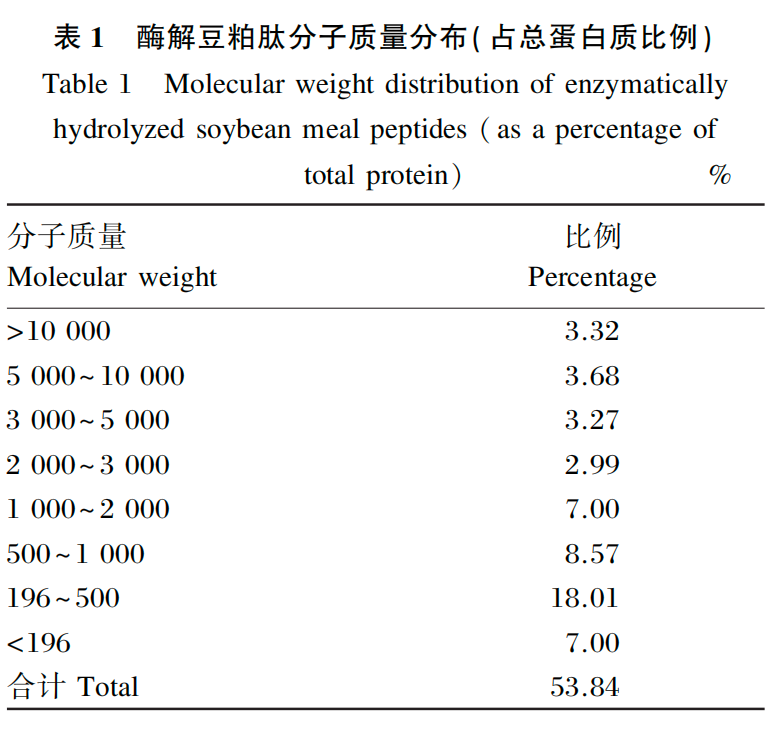 表 1　酶解豆粕肽分子质量分布(占总蛋白质比例)
Table 1　Molecular weight distribution of enzymatically
hydrolyzed soybean meal peptides (as a percentage of
total protein)　%
分子质量　比例
Molecular weight　Percentage
>10 000　3.32
5 000~10 000　3.68
3 000~5 000　3.27
2 000~3 000　2.99
1 000~2 000　7.00
500~1 000　8.57
196~500　18.01
<196　7.00
合计 Total　53.84